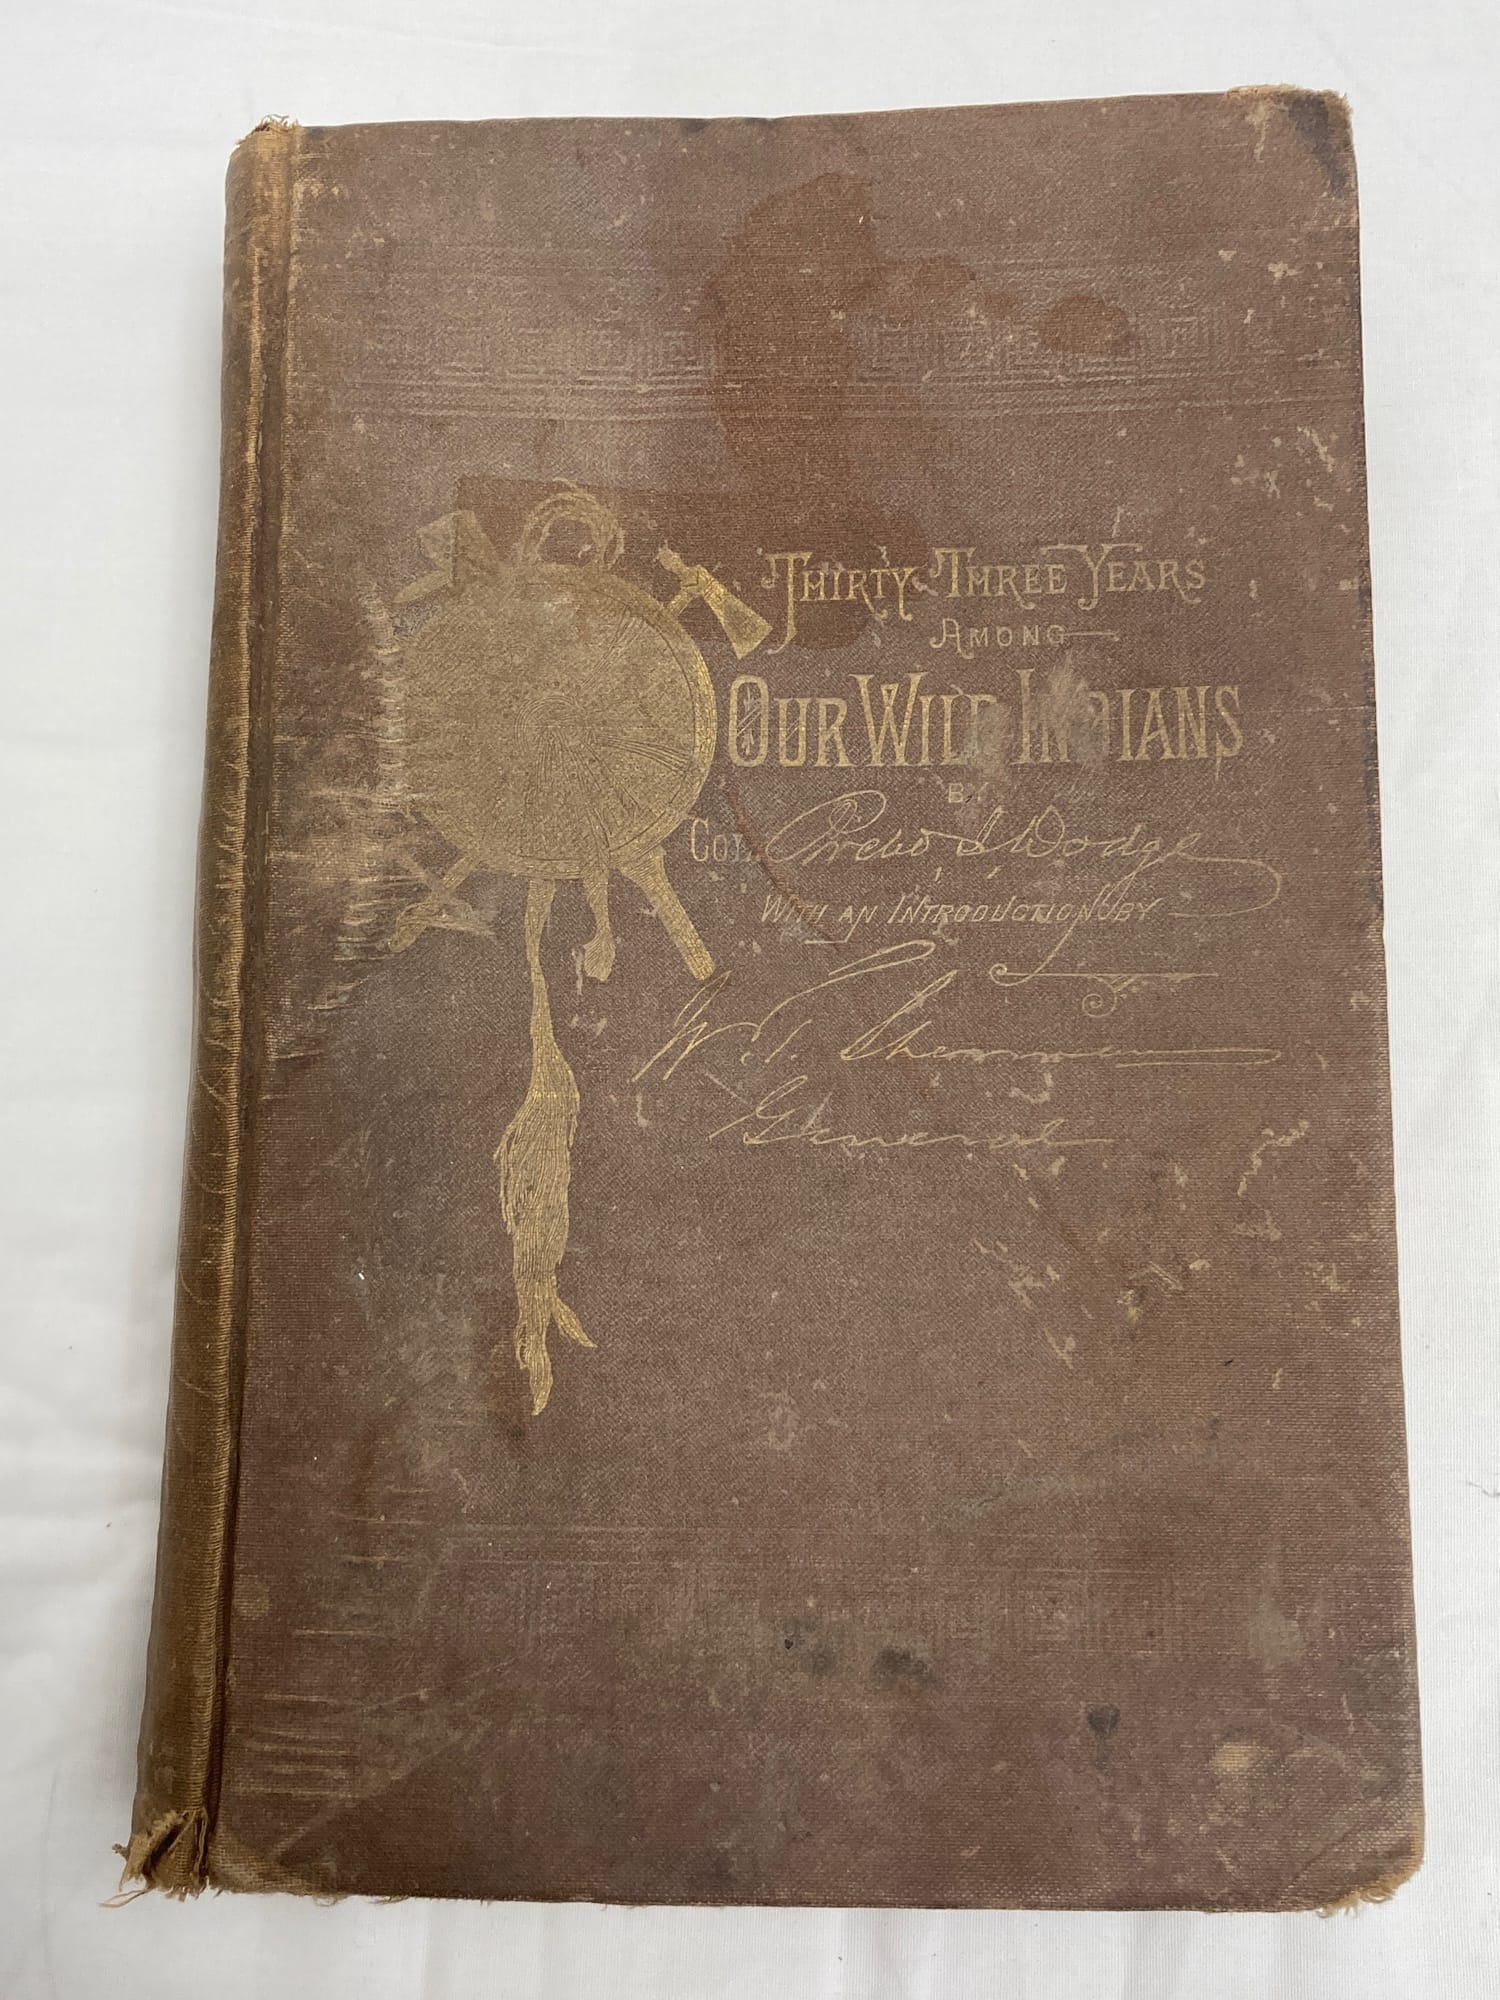 THIRTY-THREE YEARS
AMONG
OUR WILD INDIANS
BY
COL. Richd I Dodge
WITH AN INTRODUCTION BY
W. T. Sherman
General